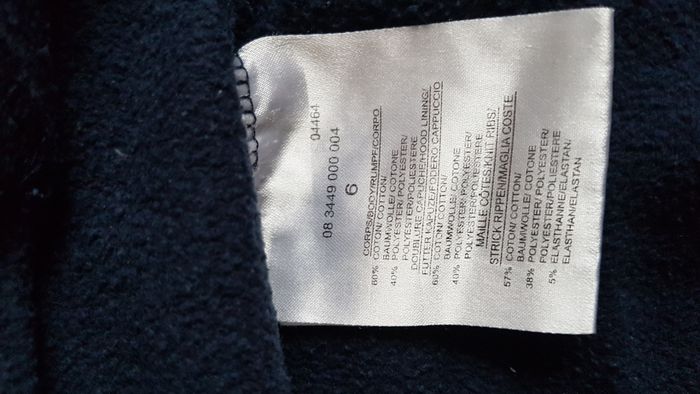 04464
08 3449 000 004
6
CORPS/BODY/RUMPF/CORPO
60% COTON/ COTTON/
BAUMWOLLE/ COTONE
40% POLYESTER/ POLYESTER/
POLYESTER/POLIESTERE
DOUBLURE CAPUCHE/HOOD LINING/
FUTTER KAPUZE/FODERO CAPPUCCIO
60% COTON/ COTTON/
BAUMWOLLE/ COTONE
40% POLYESTER/ POLYESTER/
POLYESTER/POLIESTERE
MAILLE CÔTES/KNIT RIBS/
STRICK RIPPEN/MAGLIA COSTE
57% COTON/ COTTON/
BAUMWOLLE/ COTONE
38% POLYESTER/ POLYESTER/
POLYESTER/POLIESTERE
5% ELASTHANNE/ELASTAN/
ELASTHAN/ELASTAN